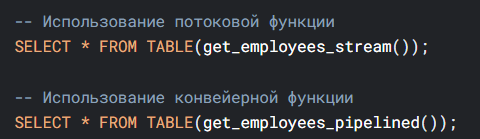 -- Использование потоковой функции
SELECT * FROM TABLE(get_employees_stream());
-- Использование конвейерной функции
SELECT * FROM TABLE(get_employees_pipelined());